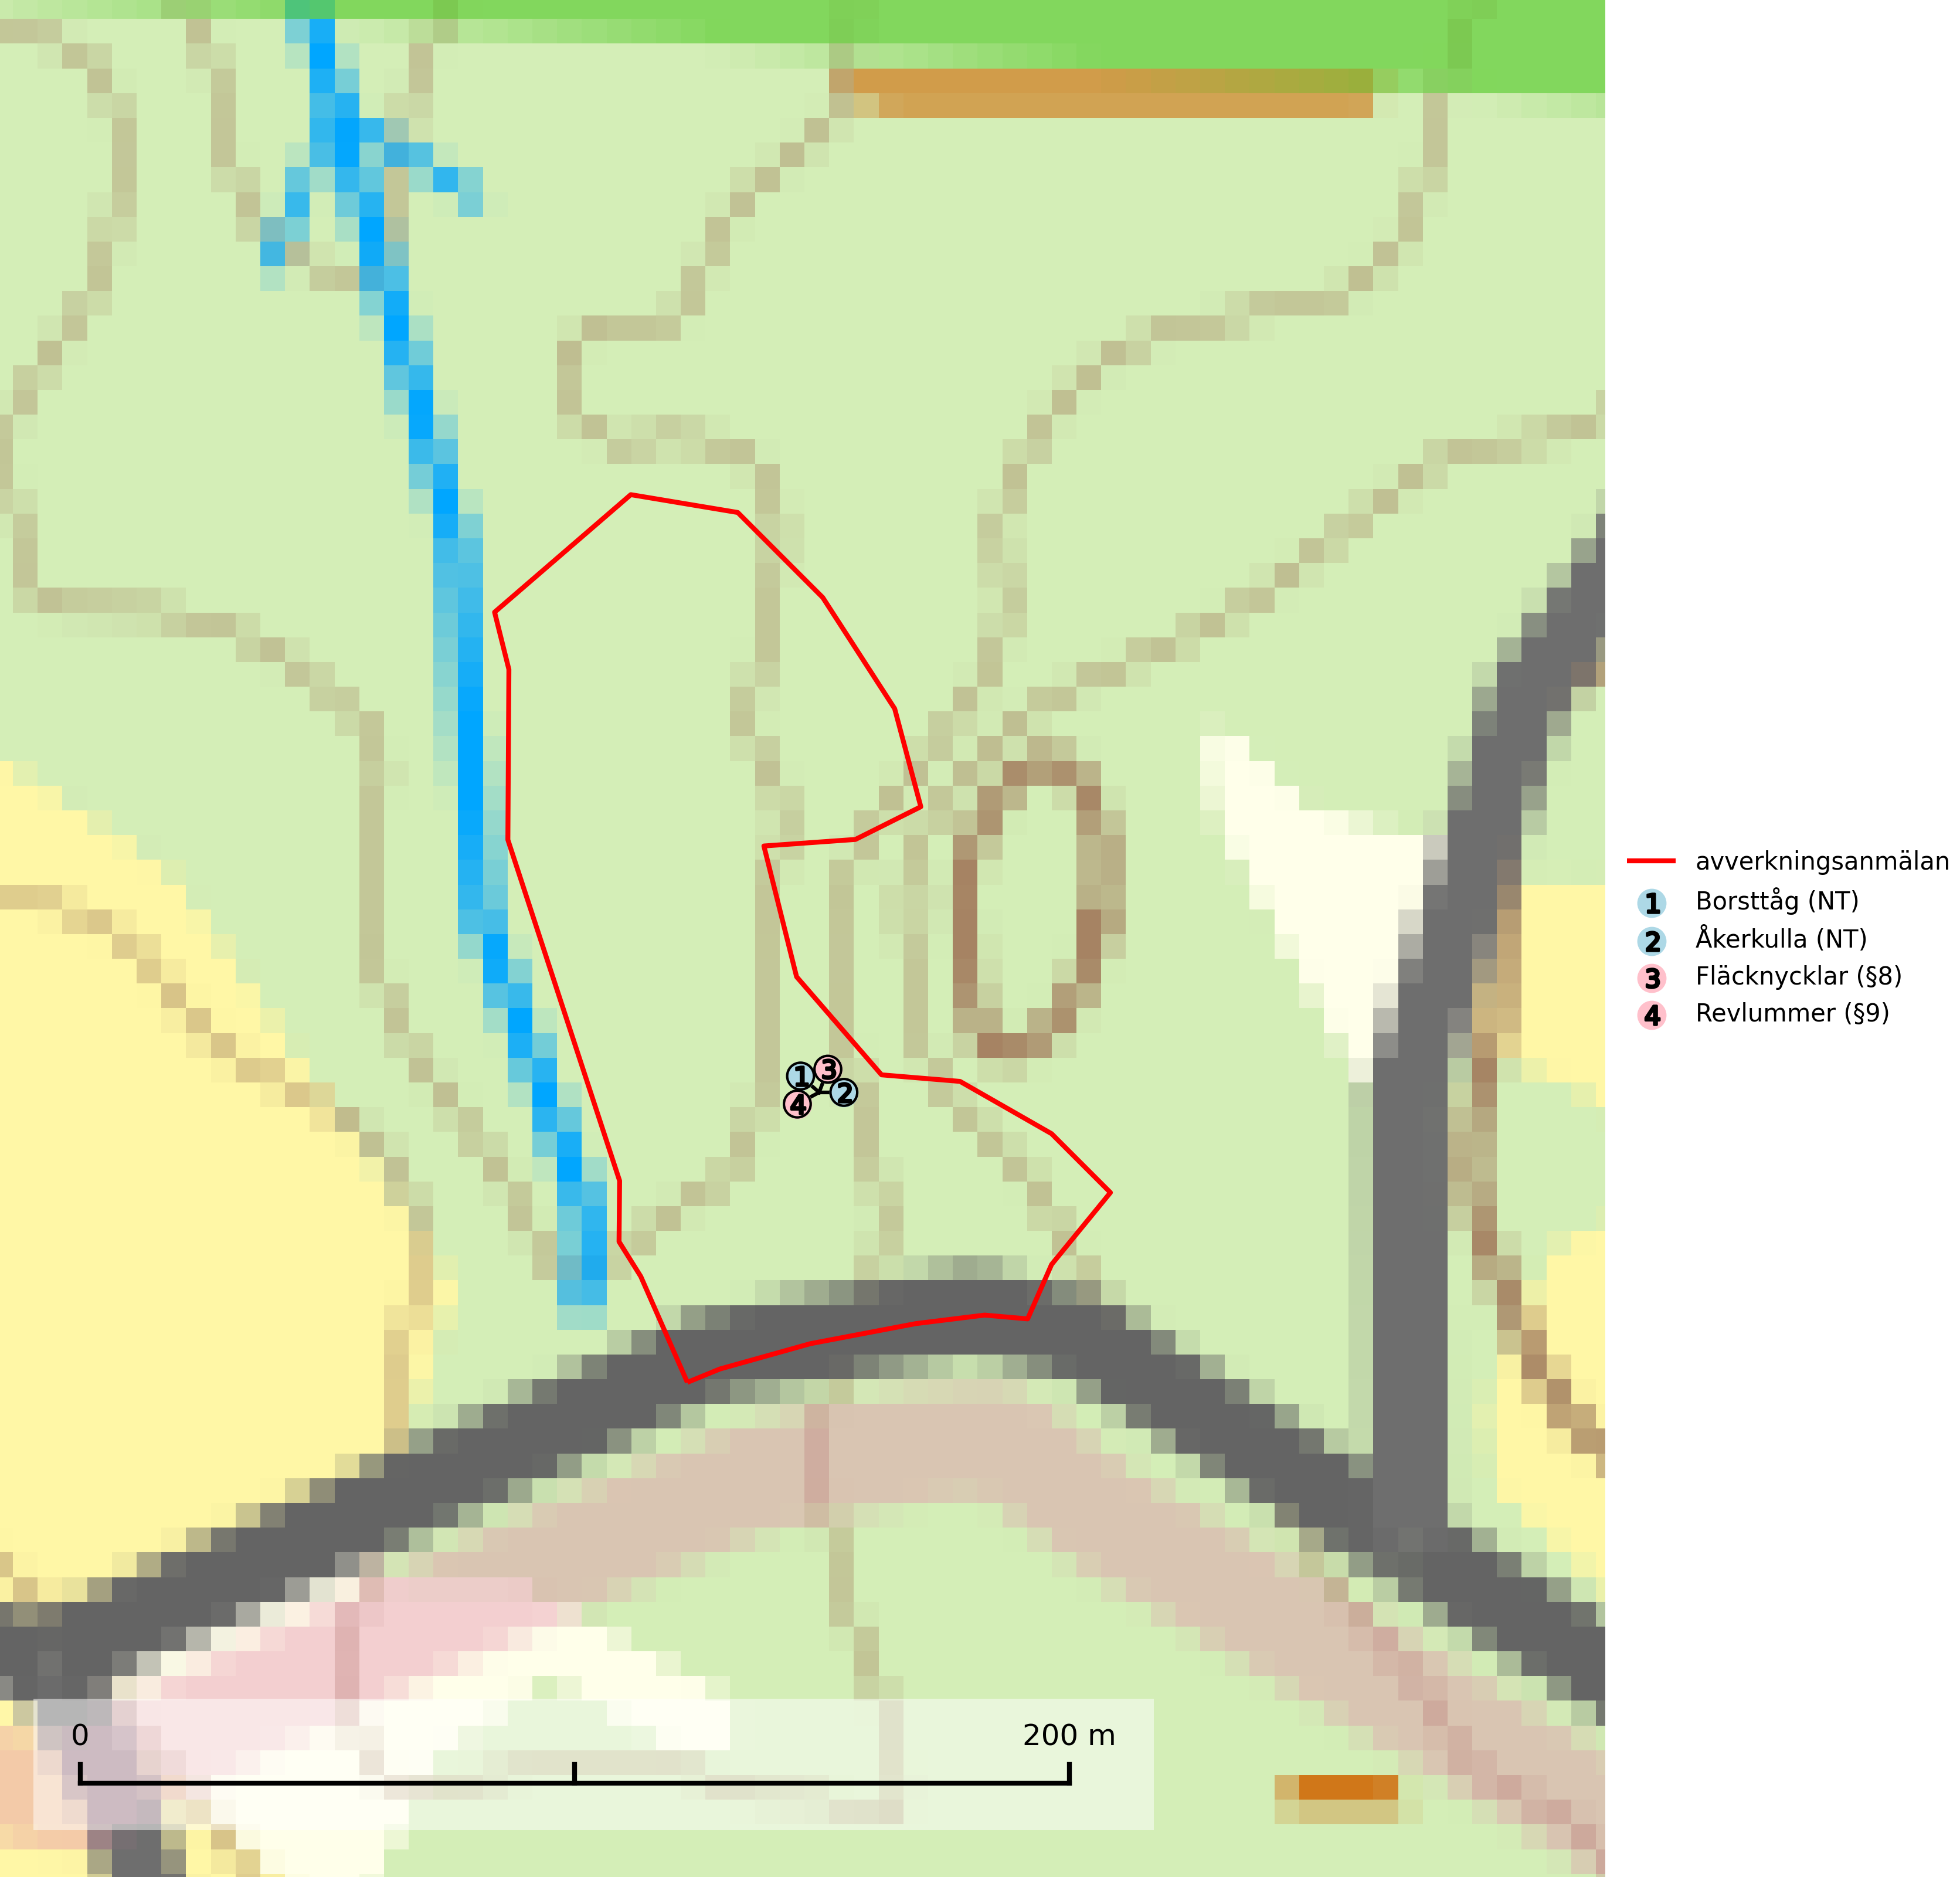 avverkningsanmälan
1 Borsttåg (NT)
2 Åkerkulla (NT)
3 Fläcknycklar (§8)
4 Revlummer (§9)
1 3
4 2
0 200 m